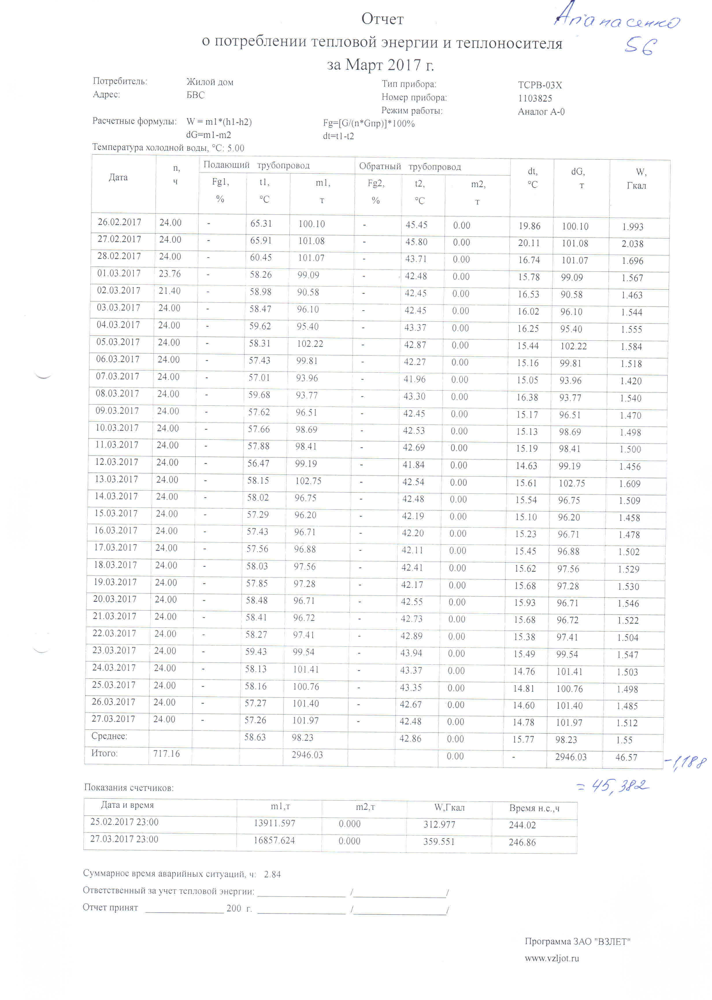 Апанасенко
56
Отчет
о потреблении тепловой энергии и теплоносителя
за Март 2017 г.
Потребитель: Жилой дом Тип прибора: ТСРВ-03Х
Адрес: БВС Номер прибора: 1103825
Режим работы: Аналог А-0
Расчетные формулы: W = m1*(h1-h2) Fg=[G/(n*Gпр)]*100%
dG=m1-m2 dt=t1-t2
Температура холодной воды, °С: 5.00
Дата n, ч Подающий трубопровод Обратный трубопровод dt, °С dG, т W, Гкал
Fg1, % t1, °С m1, т Fg2, % t2, °С m2, т
26.02.2017 24.00 - 65.31 100.10 - 45.45 0.00 19.86 100.10 1.993
27.02.2017 24.00 - 65.91 101.08 - 45.80 0.00 20.11 101.08 2.038
28.02.2017 24.00 - 60.45 101.07 - 43.71 0.00 16.74 101.07 1.696
01.03.2017 23.76 - 58.26 99.09 - 42.48 0.00 15.78 99.09 1.567
02.03.2017 21.40 - 58.98 90.58 - 42.45 0.00 16.53 90.58 1.463
03.03.2017 24.00 - 58.47 96.10 - 42.45 0.00 16.02 96.10 1.544
04.03.2017 24.00 - 59.62 95.40 - 43.37 0.00 16.25 95.40 1.555
05.03.2017 24.00 - 58.31 102.22 - 42.87 0.00 15.44 102.22 1.584
06.03.2017 24.00 - 57.43 99.81 - 42.27 0.00 15.16 99.81 1.518
07.03.2017 24.00 - 57.01 93.96 - 41.96 0.00 15.05 93.96 1.420
08.03.2017 24.00 - 59.68 93.77 - 43.30 0.00 16.38 93.77 1.540
09.03.2017 24.00 - 57.62 96.51 - 42.45 0.00 15.17 96.51 1.470
10.03.2017 24.00 - 57.66 98.69 - 42.53 0.00 15.13 98.69 1.498
11.03.2017 24.00 - 57.88 98.41 - 42.69 0.00 15.19 98.41 1.500
12.03.2017 24.00 - 56.47 99.19 - 41.84 0.00 14.63 99.19 1.456
13.03.2017 24.00 - 58.15 102.75 - 42.54 0.00 15.61 102.75 1.609
14.03.2017 24.00 - 58.02 96.75 - 42.48 0.00 15.54 96.75 1.509
15.03.2017 24.00 - 57.29 96.20 - 42.19 0.00 15.10 96.20 1.458
16.03.2017 24.00 - 57.43 96.71 - 42.20 0.00 15.23 96.71 1.478
17.03.2017 24.00 - 57.56 96.88 - 42.11 0.00 15.45 96.88 1.502
18.03.2017 24.00 - 58.03 97.56 - 42.41 0.00 15.62 97.56 1.529
19.03.2017 24.00 - 57.85 97.28 - 42.17 0.00 15.68 97.28 1.530
20.03.2017 24.00 - 58.48 96.71 - 42.55 0.00 15.93 96.71 1.546
21.03.2017 24.00 - 58.41 96.72 - 42.73 0.00 15.68 96.72 1.522
22.03.2017 24.00 - 58.27 97.41 - 42.89 0.00 15.38 97.41 1.504
23.03.2017 24.00 - 59.43 99.54 - 43.94 0.00 15.49 99.54 1.547
24.03.2017 24.00 - 58.13 101.41 - 43.37 0.00 14.76 101.41 1.503
25.03.2017 24.00 - 58.16 100.76 - 43.35 0.00 14.81 100.76 1.498
26.03.2017 24.00 - 57.27 101.40 - 42.67 0.00 14.60 101.40 1.485
27.03.2017 24.00 - 57.26 101.97 - 42.48 0.00 14.78 101.97 1.512
Среднее: 58.63 98.23 42.86 0.00 15.77 98.23 1.55
Итого: 717.16 2946.03 0.00 - 2946.03 46.57 -1,188
= 45,382
Показания счетчиков:
Дата и время m1,т m2,т W,Гкал Время н.с.,ч
25.02.2017 23:00 13911.597 0.000 312.977 244.02
27.03.2017 23:00 16857.624 0.000 359.551 246.86
Суммарное время аварийных ситуаций, ч: 2.84
Ответственный за учет тепловой энергии: ____________ /____________/
Отчет принят ____________ 200 г. ____________ /____________/
Программа ЗАО "ВЗЛЕТ"
www.vzljot.ru